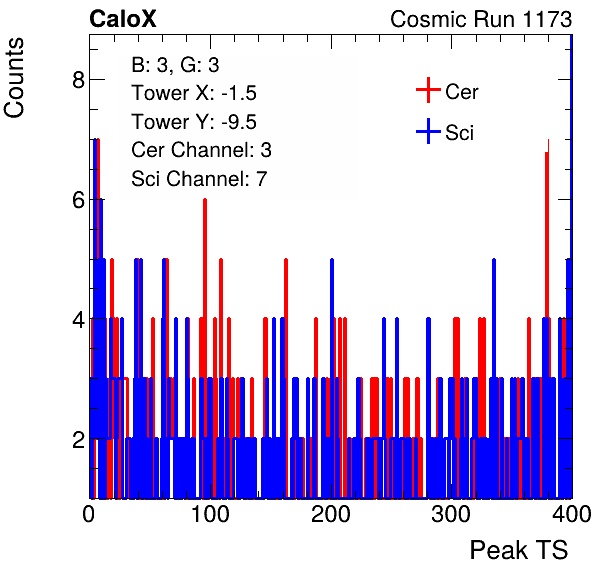 CaloX Cosmic Run 1173
Counts
B: 3, G: 3
Tower X: -1.5
Tower Y: -9.5
Cer Channel: 3
Sci Channel: 7
Cer
Sci
8
6
4
2
0 100 200 300 400
Peak TS